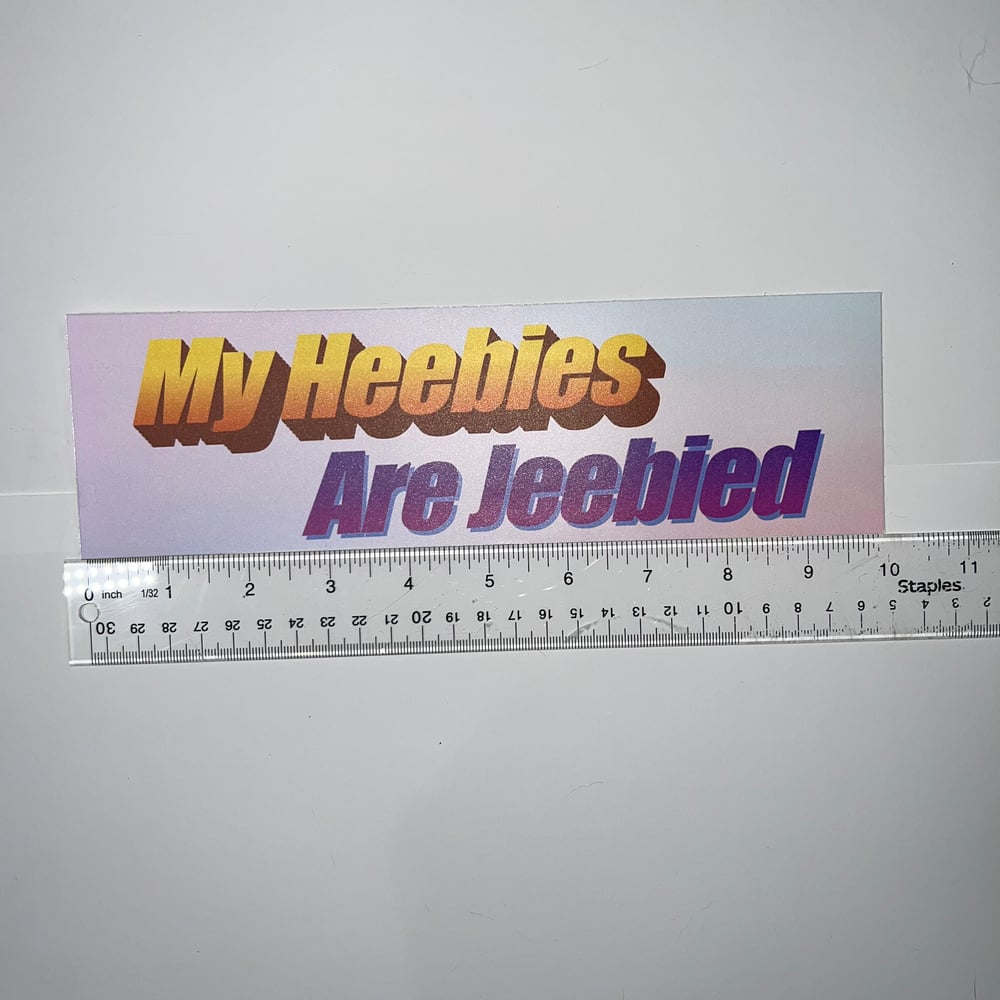 My Heebies
Are Jeebied
0 inch 1/32 1 2 3 4 5 6 7 8 9 10 11
Staples
30 29 28 27 26 25 24 23 22 21 20 19 18 17 16 15 14 13 12 11 10 9 8 7 6 5 4 3 2